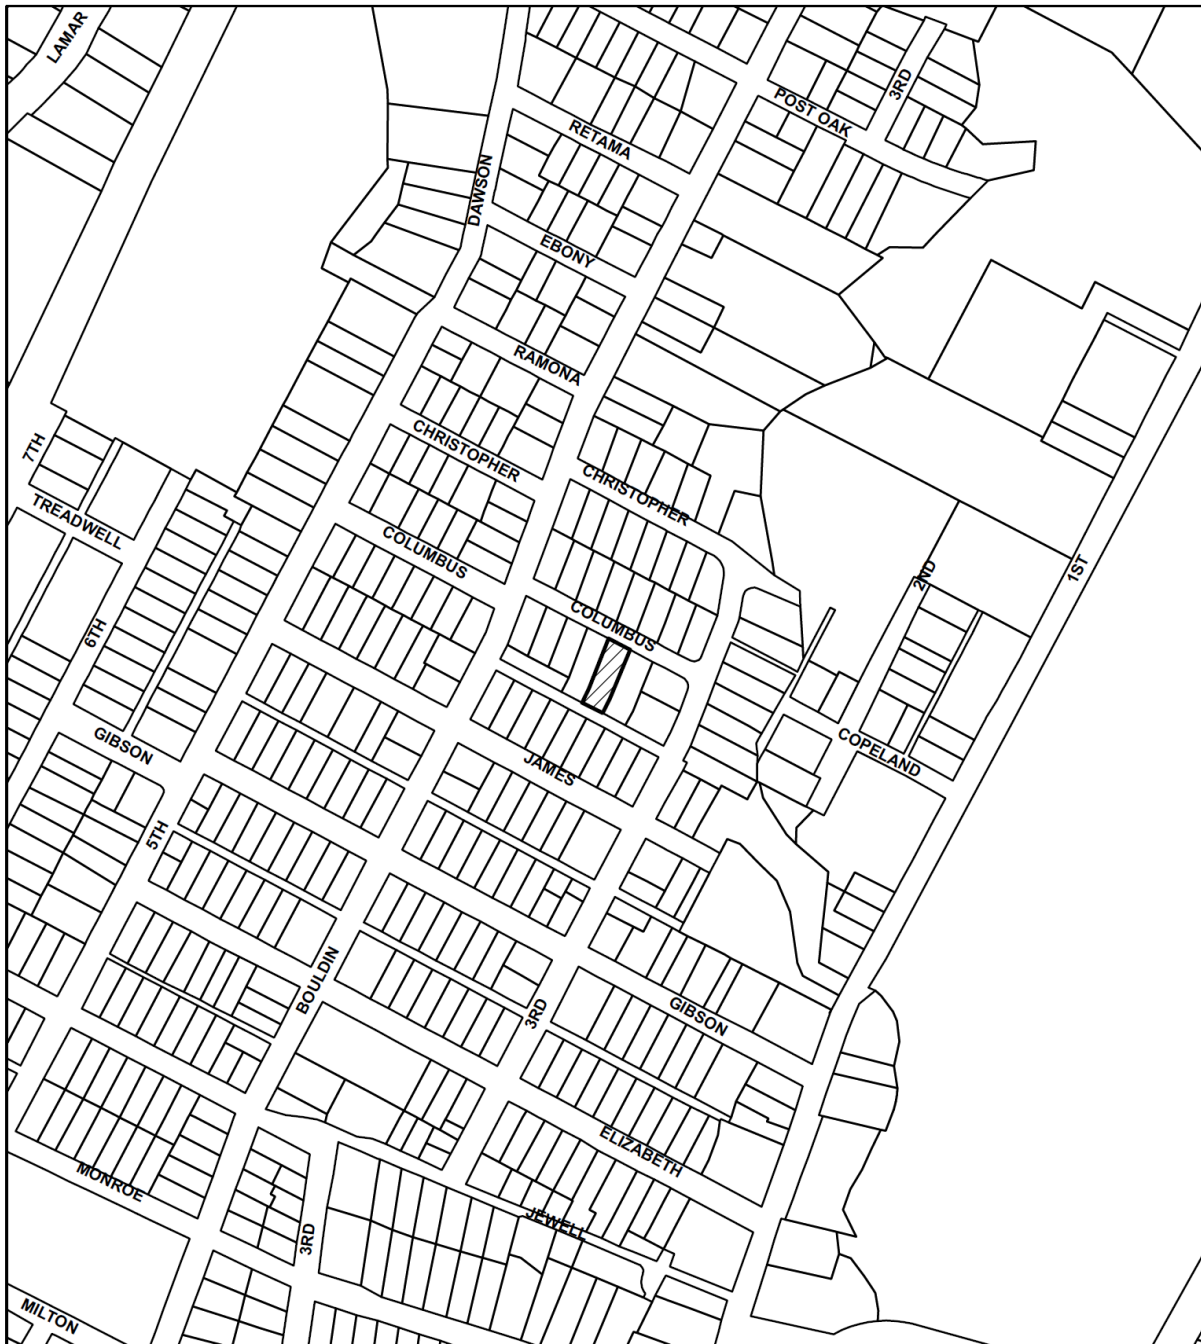 LAMAR
3RD
POST OAK
RETAMA
DAWSON
EBONY
RAMONA
CHRISTOPHER
7TH
CHRISTOPHER
TREADWELL
COLUMBUS
2ND
1ST
COLUMBUS
6TH
GIBSON
COPELAND
JAMES
5TH
BOULDIN
3RD
GIBSON
ELIZABETH
MONROE
JEWELL
3RD
MILTON